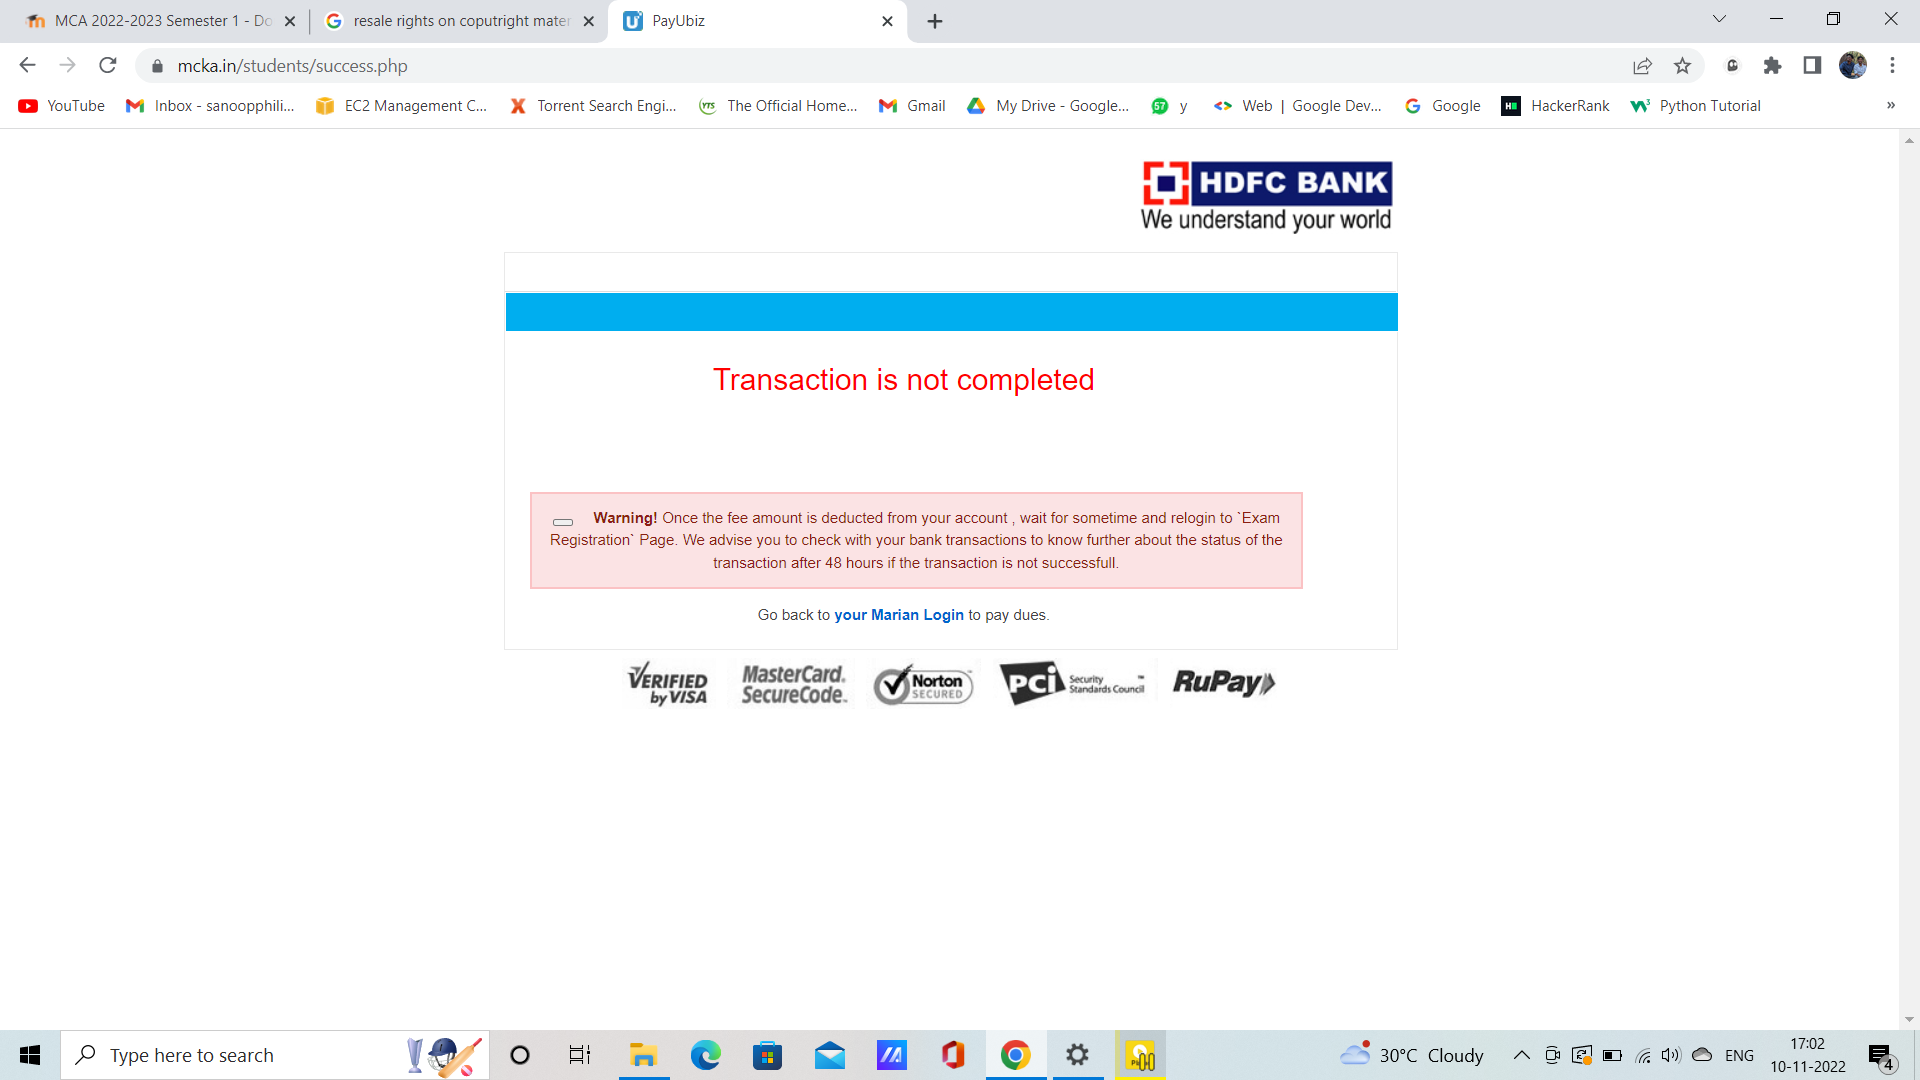 MCA 2022-2023 Semester 1 - Do
resale rights on coputright mater
PayUbiz
mcka.in/students/success.php
YouTube
Inbox - sanoopphili...
EC2 Management C...
Torrent Search Engi...
YTS
The Official Home...
Gmail
My Drive - Google...
57
y
Web | Google Dev...
Google
HackerRank
Python Tutorial
»
HDFC BANK
We understand your world
Transaction is not completed
Warning! Once the fee amount is deducted from your account , wait for sometime and relogin to `Exam
Registration` Page. We advise you to check with your bank transactions to know further about the status of the
transaction after 48 hours if the transaction is not successfull.
Go back to your Marian Login to pay dues.
VERIFIED
by VISA
MasterCard.
SecureCode.
Norton
SECURED
PCi
Security
Standards Council
RuPay
Type here to search
30°C Cloudy
ENG
17:02
10-11-2022
4